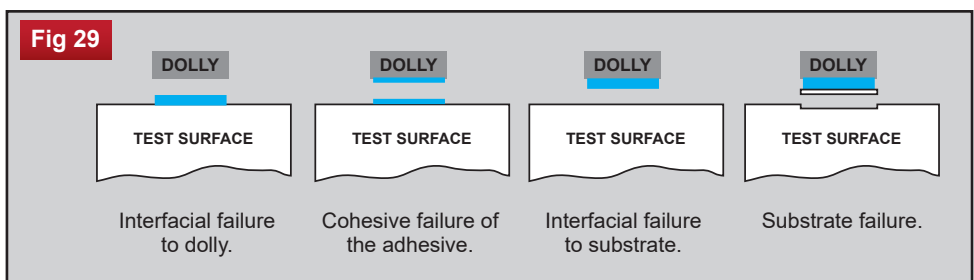 Fig 29
DOLLY
TEST SURFACE
Interfacial failure
to dolly.
DOLLY
TEST SURFACE
Cohesive failure of
the adhesive.
DOLLY
TEST SURFACE
Interfacial failure
to substrate.
DOLLY
TEST SURFACE
Substrate failure.